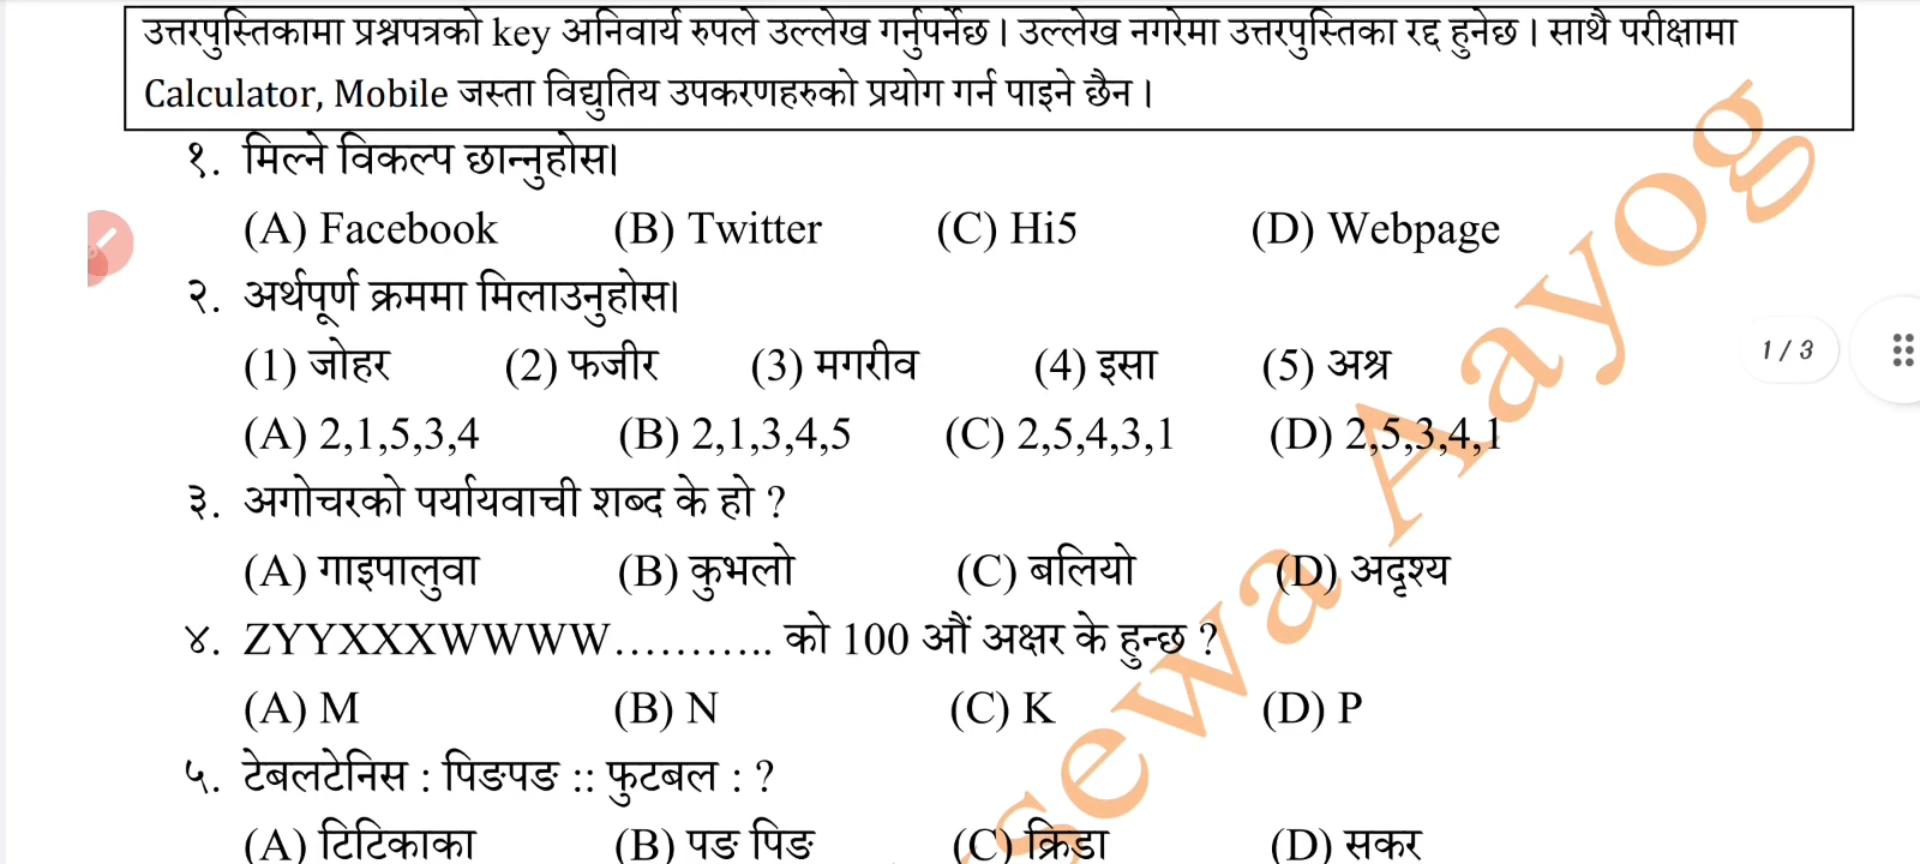 उत्तरपुस्तिकामा प्रश्नपत्रको key अनिवार्य रुपले उल्लेख गर्नुपर्नेछ । उल्लेख नगरेमा उत्तरपुस्तिका रद्द हुनेछ । साथै परीक्षामा
Calculator, Mobile जस्ता विद्युतिय उपकरणहरुको प्रयोग गर्न पाइने छैन ।
१. मिल्ने विकल्प छान्नुहोस।
(A) Facebook (B) Twitter (C) Hi5 (D) Webpage
२. अर्थपूर्ण क्रममा मिलाउनुहोस।
(1) जोहर (2) फजीर (3) मगरीव (4) इसा (5) अश्र
(A) 2,1,5,3,4 (B) 2,1,3,4,5 (C) 2,5,4,3,1 (D) 2,5,3,4,1
३. अगोचरको पर्यायवाची शब्द के हो ?
(A) गाइपालुवा (B) कुभलो (C) बलियो (D) अदृश्य
४. ZYYXXXWWWW........... को 100 औं अक्षर के हुन्छ ?
(A) M (B) N (C) K (D) P
५. टेबलटेनिस : पिङपङ :: फुटबल : ?
(A) टिटिकाका (B) पङ पिङ (C) क्रिडा (D) सकर
1 / 3
sewa Aayog